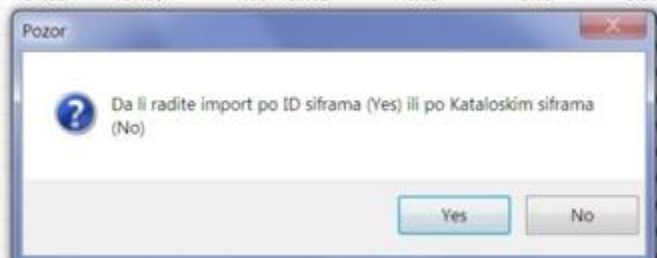 Pozor
Da li radite import po ID siframa (Yes) ili po Kataloskim siframa
(No)
Yes
No